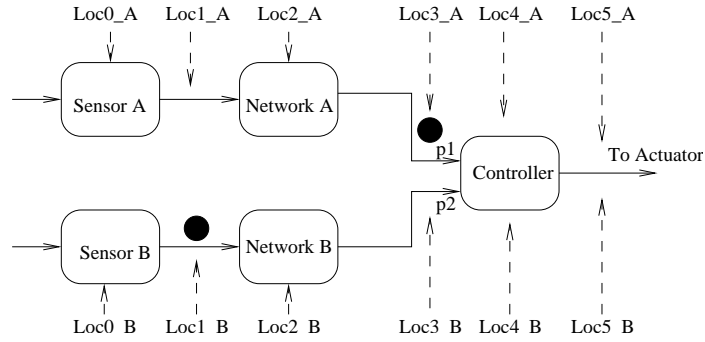 Loc0_A Loc1_A Loc2_A Loc3_A Loc4_A Loc5_A
Sensor A
Network A
p1
To Actuator
Controller
p2
Sensor B
Network B
Loc0_B Loc1_B Loc2_B Loc3_B Loc4_B Loc5_B